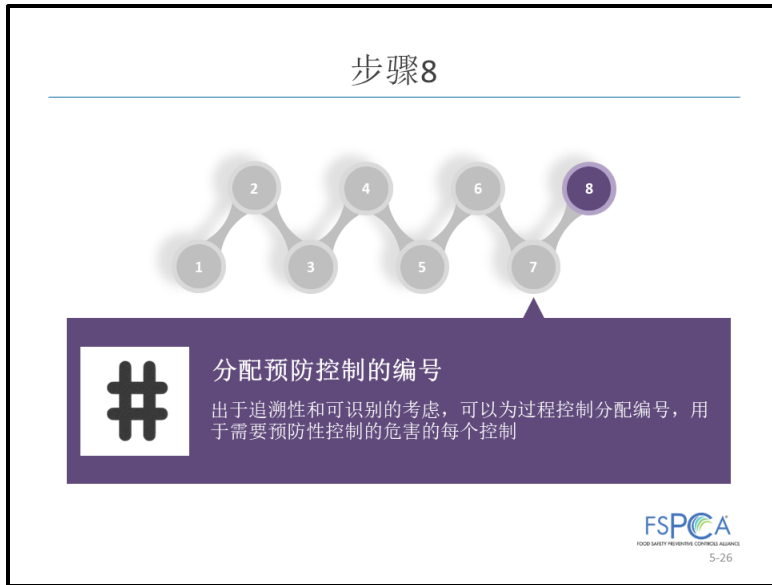 步骤8
2
4
6
8
1
3
5
7
分配预防控制的编号
出于追溯性和可识别的考虑，可以为过程控制分配编号，用
于需要预防性控制的危害的每个控制
FSPCA
FOOD SAFETY PREVENTIVE CONTROLS ALLIANCE
5-26